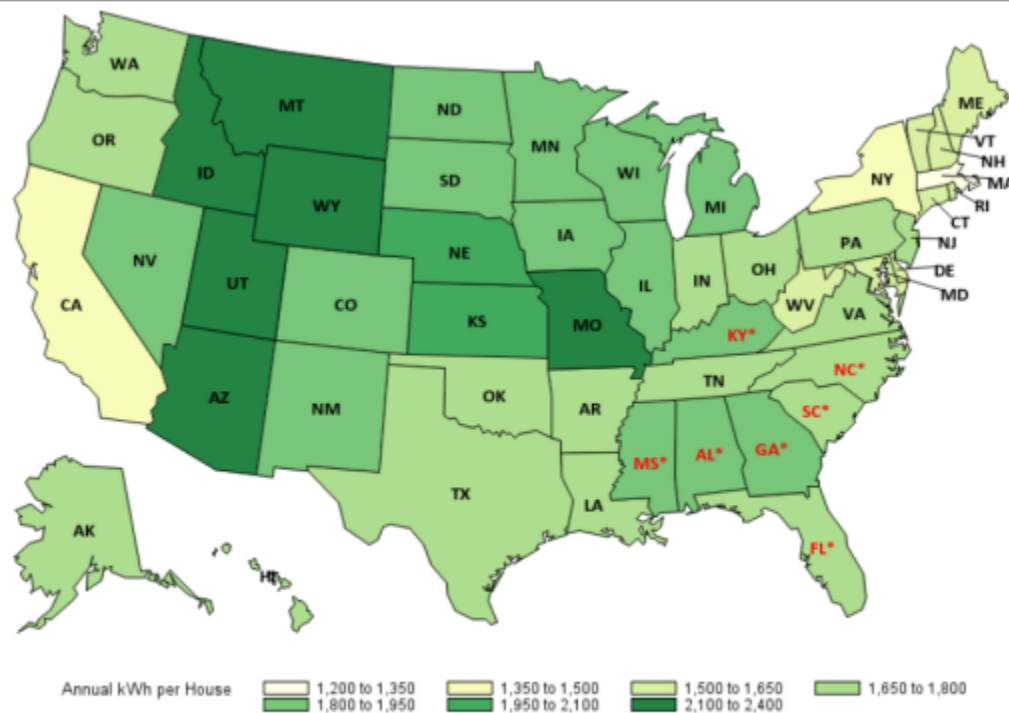 WA
MT
ND
ME
OR
MN
VT
ID
SD
WI
NH
NY
MA
WY
MI
RI
CT
IA
PA
NJ
NV
NE
OH
DE
UT
IL
IN
MD
CA
CO
WV
VA
KS
MO
KY*
NC*
TN
AZ
OK
AR
SC*
NM
MS*
AL*
GA*
TX
LA
AK
FL*
HI
Annual kWh per House
1,200 to 1,350
1,350 to 1,500
1,500 to 1,650
1,650 to 1,800
1,800 to 1,950
1,950 to 2,100
2,100 to 2,400